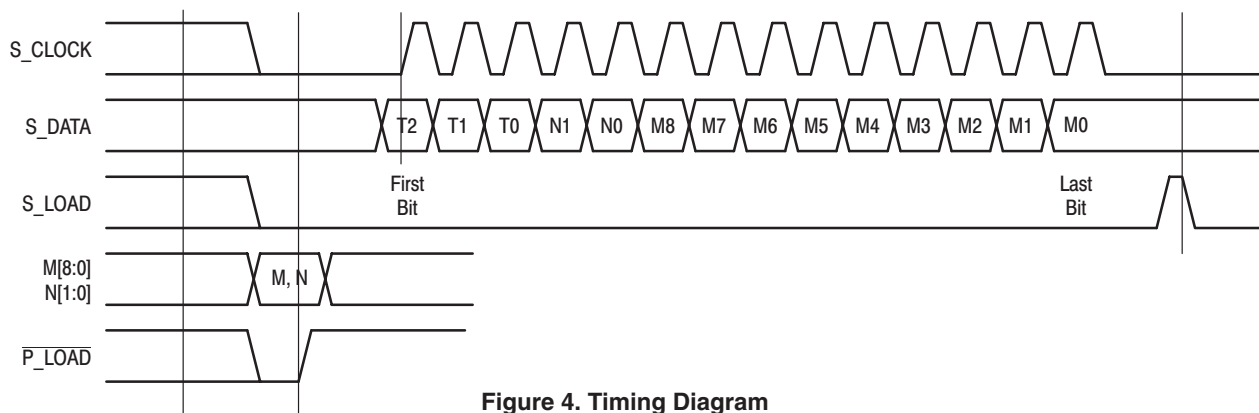 S_CLOCK
S_DATA
T2 T1 T0 N1 N0 M8 M7 M6 M5 M4 M3 M2 M1 M0
First
Bit
Last
Bit
S_LOAD
M[8:0]
N[1:0]
M, N
P_LOAD
Figure 4. Timing Diagram